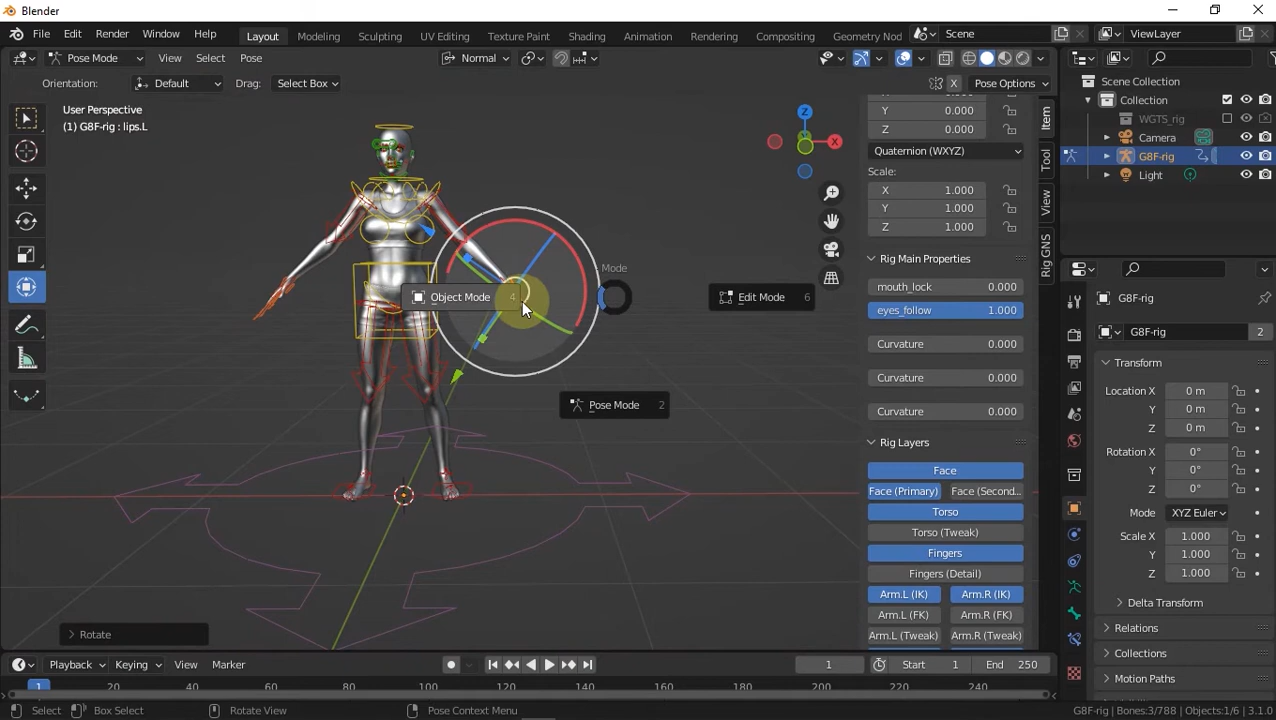 Blender
File Edit Render Window Help Layout Modeling Sculpting UV Editing Texture Paint Shading Animation Rendering Compositing Geometry Nod Scene ViewLayer
Pose Mode View Select Pose Normal
Orientation: Default Drag: Select Box X Pose Options
User Perspective
(1) G8F-rig : lips.L
Z
X
Mode
Object Mode 4
Edit Mode 6
Pose Mode 2
Rotate
Y 0.000
Z 0.000
Quaternion (WXYZ)
Scale:
X 1.000
Y 1.000
Z 1.000
Rig Main Properties
mouth_lock 0.000
eyes_follow 1.000
Curvature 0.000
Curvature 0.000
Curvature 0.000
Rig Layers
Face
Face (Primary) Face (Second...
Torso
Torso (Tweak)
Fingers
Fingers (Detail)
Arm.L (IK) Arm.R (IK)
Arm.L (FK) Arm.R (FK)
Arm.L (Tweak) Arm.R (Tweak)
Item
Tool
View
Rig GNS
Scene Collection
Collection
WGTS_rig
Camera
G8F-rig
Light
G8F-rig
G8F-rig 2
Transform
Location X 0 m
Y 0 m
Z 0 m
Rotation X 0°
Y 0°
Z 0°
Mode XYZ Euler
Scale X 1.000
Y 1.000
Z 1.000
Delta Transform
Relations
Collections
Motion Paths
Playback Keying View Marker 1 Start 1 End 250
1 20 40 60 80 100 120 140 160 180 200 220 240
Select Box Select Rotate View Pose Context Menu G8F-rig | Bones:3/788 | Objects:1/6 | 3.1.0